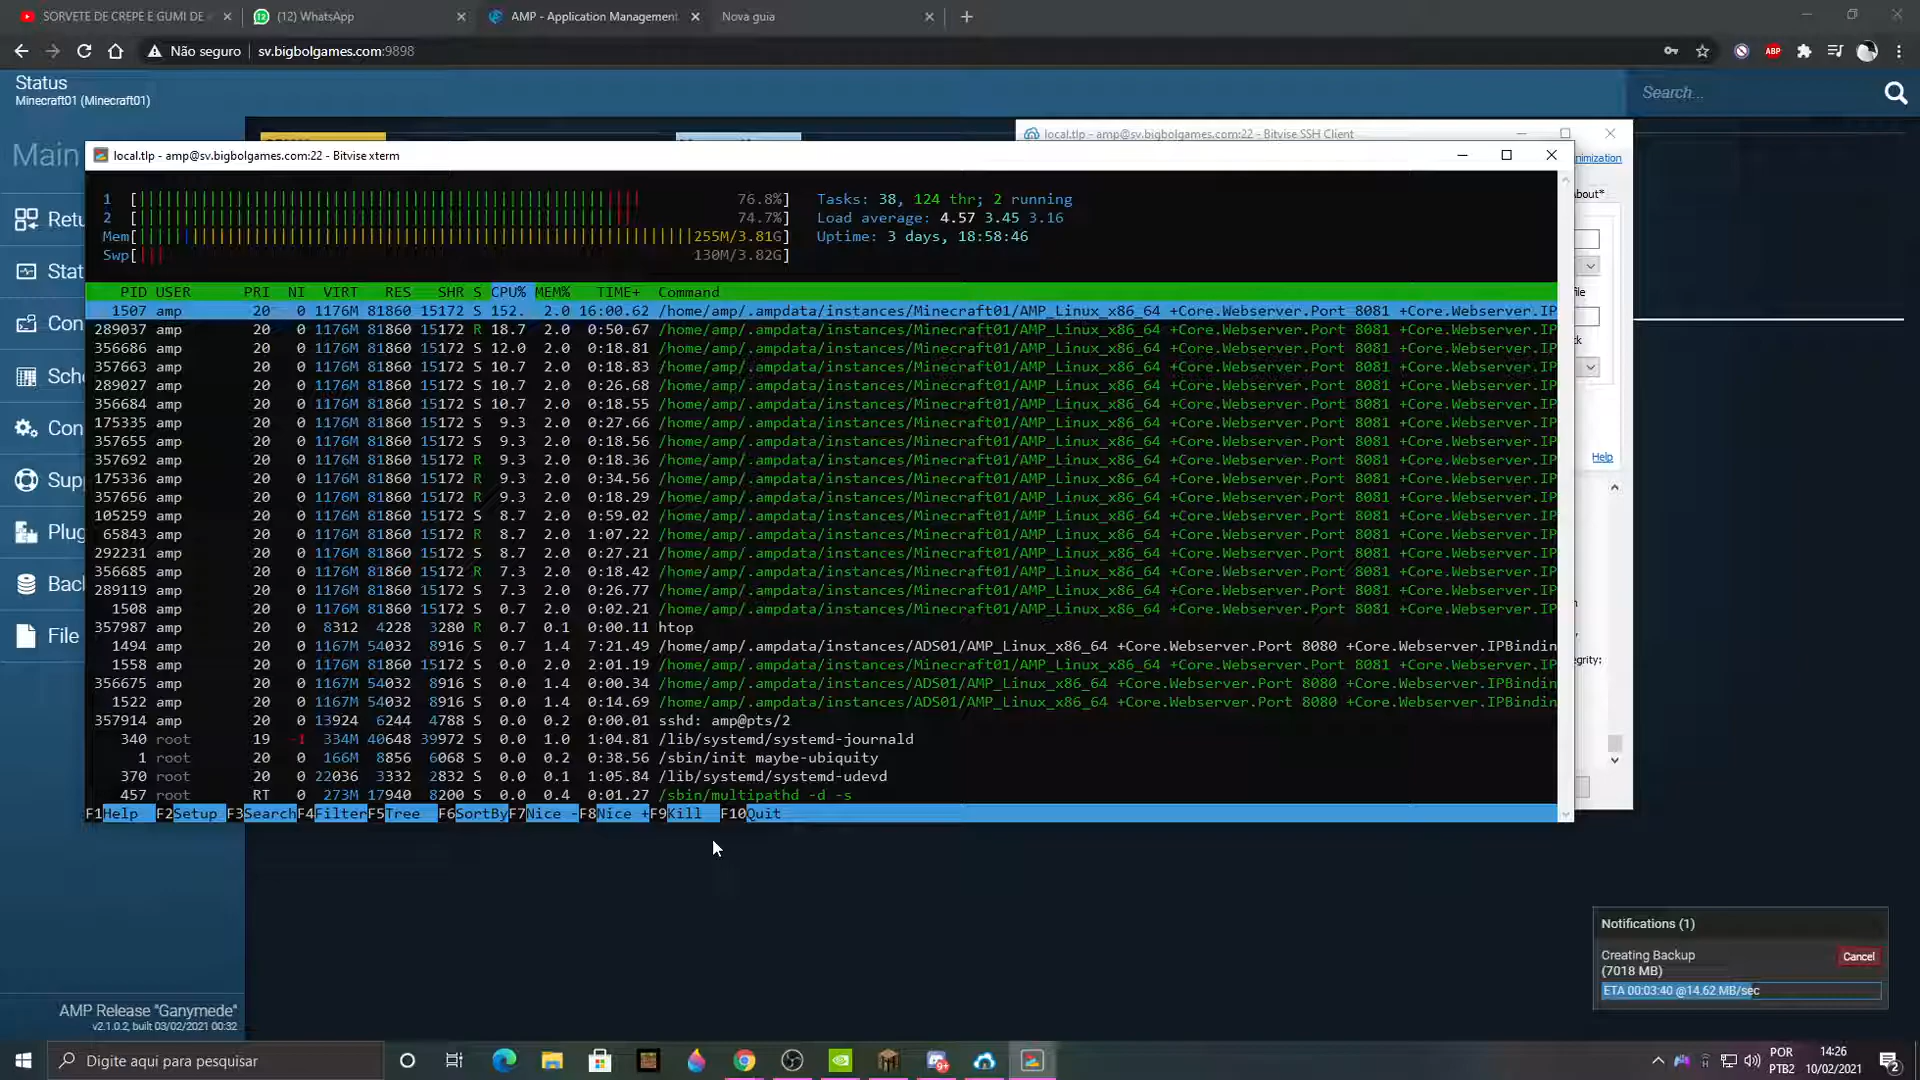 SORVETE DE CREPE E GUMI DE
(12) WhatsApp
AMP - Application Management
Nova guia
Não seguro
sv.bigbolgames.com:9898
ABP
Status
Minecraft01 (Minecraft01)
Search...
Main
local.tlp - amp@sv.bigbolgames.com:22 - Bitvise SSH Client
local.tlp - amp@sv.bigbolgames.com:22 - Bitvise xterm
1 [ 76.8%] Tasks: 38, 124 thr; 2 running
2 [ 74.7%] Load average: 4.57 3.45 3.16
Mem[ 255M/3.81G] Uptime: 3 days, 18:58:46
Swp[ 130M/3.82G]
PID USER PRI NI VIRT RES SHR S CPU% MEM% TIME+ Command
1507 amp 20 0 1176M 81860 15172 S 152. 2.0 16:00.62 /home/amp/.ampdata/instances/Minecraft01/AMP_Linux_x86_64 +Core.Webserver.Port 8081 +Core.Webserver.IP
289037 amp 20 0 1176M 81860 15172 R 18.7 2.0 0:50.67 /home/amp/.ampdata/instances/Minecraft01/AMP_Linux_x86_64 +Core.Webserver.Port 8081 +Core.Webserver.IP
356686 amp 20 0 1176M 81860 15172 S 12.0 2.0 0:18.81 /home/amp/.ampdata/instances/Minecraft01/AMP_Linux_x86_64 +Core.Webserver.Port 8081 +Core.Webserver.IP
357663 amp 20 0 1176M 81860 15172 S 10.7 2.0 0:18.83 /home/amp/.ampdata/instances/Minecraft01/AMP_Linux_x86_64 +Core.Webserver.Port 8081 +Core.Webserver.IP
289027 amp 20 0 1176M 81860 15172 S 10.7 2.0 0:26.68 /home/amp/.ampdata/instances/Minecraft01/AMP_Linux_x86_64 +Core.Webserver.Port 8081 +Core.Webserver.IP
356684 amp 20 0 1176M 81860 15172 S 10.7 2.0 0:18.55 /home/amp/.ampdata/instances/Minecraft01/AMP_Linux_x86_64 +Core.Webserver.Port 8081 +Core.Webserver.IP
175335 amp 20 0 1176M 81860 15172 S 9.3 2.0 0:27.66 /home/amp/.ampdata/instances/Minecraft01/AMP_Linux_x86_64 +Core.Webserver.Port 8081 +Core.Webserver.IP
357655 amp 20 0 1176M 81860 15172 S 9.3 2.0 0:18.56 /home/amp/.ampdata/instances/Minecraft01/AMP_Linux_x86_64 +Core.Webserver.Port 8081 +Core.Webserver.IP
357692 amp 20 0 1176M 81860 15172 R 9.3 2.0 0:18.36 /home/amp/.ampdata/instances/Minecraft01/AMP_Linux_x86_64 +Core.Webserver.Port 8081 +Core.Webserver.IP
175336 amp 20 0 1176M 81860 15172 R 9.3 2.0 0:34.56 /home/amp/.ampdata/instances/Minecraft01/AMP_Linux_x86_64 +Core.Webserver.Port 8081 +Core.Webserver.IP
357656 amp 20 0 1176M 81860 15172 R 9.3 2.0 0:18.29 /home/amp/.ampdata/instances/Minecraft01/AMP_Linux_x86_64 +Core.Webserver.Port 8081 +Core.Webserver.IP
105259 amp 20 0 1176M 81860 15172 S 8.7 2.0 0:59.02 /home/amp/.ampdata/instances/Minecraft01/AMP_Linux_x86_64 +Core.Webserver.Port 8081 +Core.Webserver.IP
65843 amp 20 0 1176M 81860 15172 R 8.7 2.0 1:07.22 /home/amp/.ampdata/instances/Minecraft01/AMP_Linux_x86_64 +Core.Webserver.Port 8081 +Core.Webserver.IP
292231 amp 20 0 1176M 81860 15172 S 8.7 2.0 0:27.21 /home/amp/.ampdata/instances/Minecraft01/AMP_Linux_x86_64 +Core.Webserver.Port 8081 +Core.Webserver.IP
356685 amp 20 0 1176M 81860 15172 R 7.3 2.0 0:18.42 /home/amp/.ampdata/instances/Minecraft01/AMP_Linux_x86_64 +Core.Webserver.Port 8081 +Core.Webserver.IP
289119 amp 20 0 1176M 81860 15172 S 7.3 2.0 0:26.77 /home/amp/.ampdata/instances/Minecraft01/AMP_Linux_x86_64 +Core.Webserver.Port 8081 +Core.Webserver.IP
1508 amp 20 0 1176M 81860 15172 S 0.7 2.0 0:02.21 /home/amp/.ampdata/instances/Minecraft01/AMP_Linux_x86_64 +Core.Webserver.Port 8081 +Core.Webserver.IP
357987 amp 20 0 8312 4228 3280 R 0.7 0.1 0:00.11 htop
1494 amp 20 0 1167M 54032 8916 S 0.7 1.4 7:21.49 /home/amp/.ampdata/instances/ADS01/AMP_Linux_x86_64 +Core.Webserver.Port 8080 +Core.Webserver.IPBindin
1558 amp 20 0 1176M 81860 15172 S 0.0 2.0 2:01.19 /home/amp/.ampdata/instances/Minecraft01/AMP_Linux_x86_64 +Core.Webserver.Port 8081 +Core.Webserver.IP
356675 amp 20 0 1167M 54032 8916 S 0.0 1.4 0:00.34 /home/amp/.ampdata/instances/ADS01/AMP_Linux_x86_64 +Core.Webserver.Port 8080 +Core.Webserver.IPBindin
1522 amp 20 0 1167M 54032 8916 S 0.0 1.4 0:14.69 /home/amp/.ampdata/instances/ADS01/AMP_Linux_x86_64 +Core.Webserver.Port 8080 +Core.Webserver.IPBindin
357914 amp 20 0 13924 6244 4788 S 0.0 0.2 0:00.01 sshd: amp@pts/2
340 root 19 -1 334M 40648 39972 S 0.0 1.0 1:04.81 /lib/systemd/systemd-journald
1 root 20 0 166M 8856 6068 S 0.0 0.2 0:38.56 /sbin/init maybe-ubiquity
370 root 20 0 22036 3332 2832 S 0.0 0.1 1:05.84 /lib/systemd/systemd-udevd
457 root RT 0 273M 17940 8200 S 0.0 0.4 0:01.27 /sbin/multipathd -d -s
F1Help F2Setup F3SearchF4FilterF5Tree F6SortByF7Nice -F8Nice +F9Kill F10Quit
Retu
Stat
Con
Sche
Con
Sup
Plug
Back
File
nimization
bout*
file
ck
Help
n
egrity:
Notifications (1)
Creating Backup
(7018 MB)
Cancel
ETA 00:03:40 @14.62 MB/sec
AMP Release "Ganymede"
v2.1.0.2, built 03/02/2021 00:32
Digite aqui para pesquisar
9+
POR
PTB2
14:26
10/02/2021
2